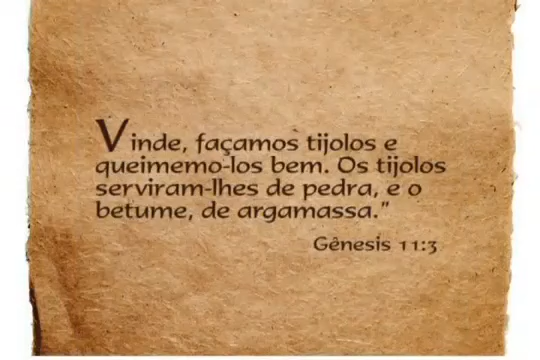 Vinde, façamos tijolos e
queimemo-los bem. Os tijolos
serviram-lhes de pedra, e o
betume, de argamassa."
Gênesis 11:3